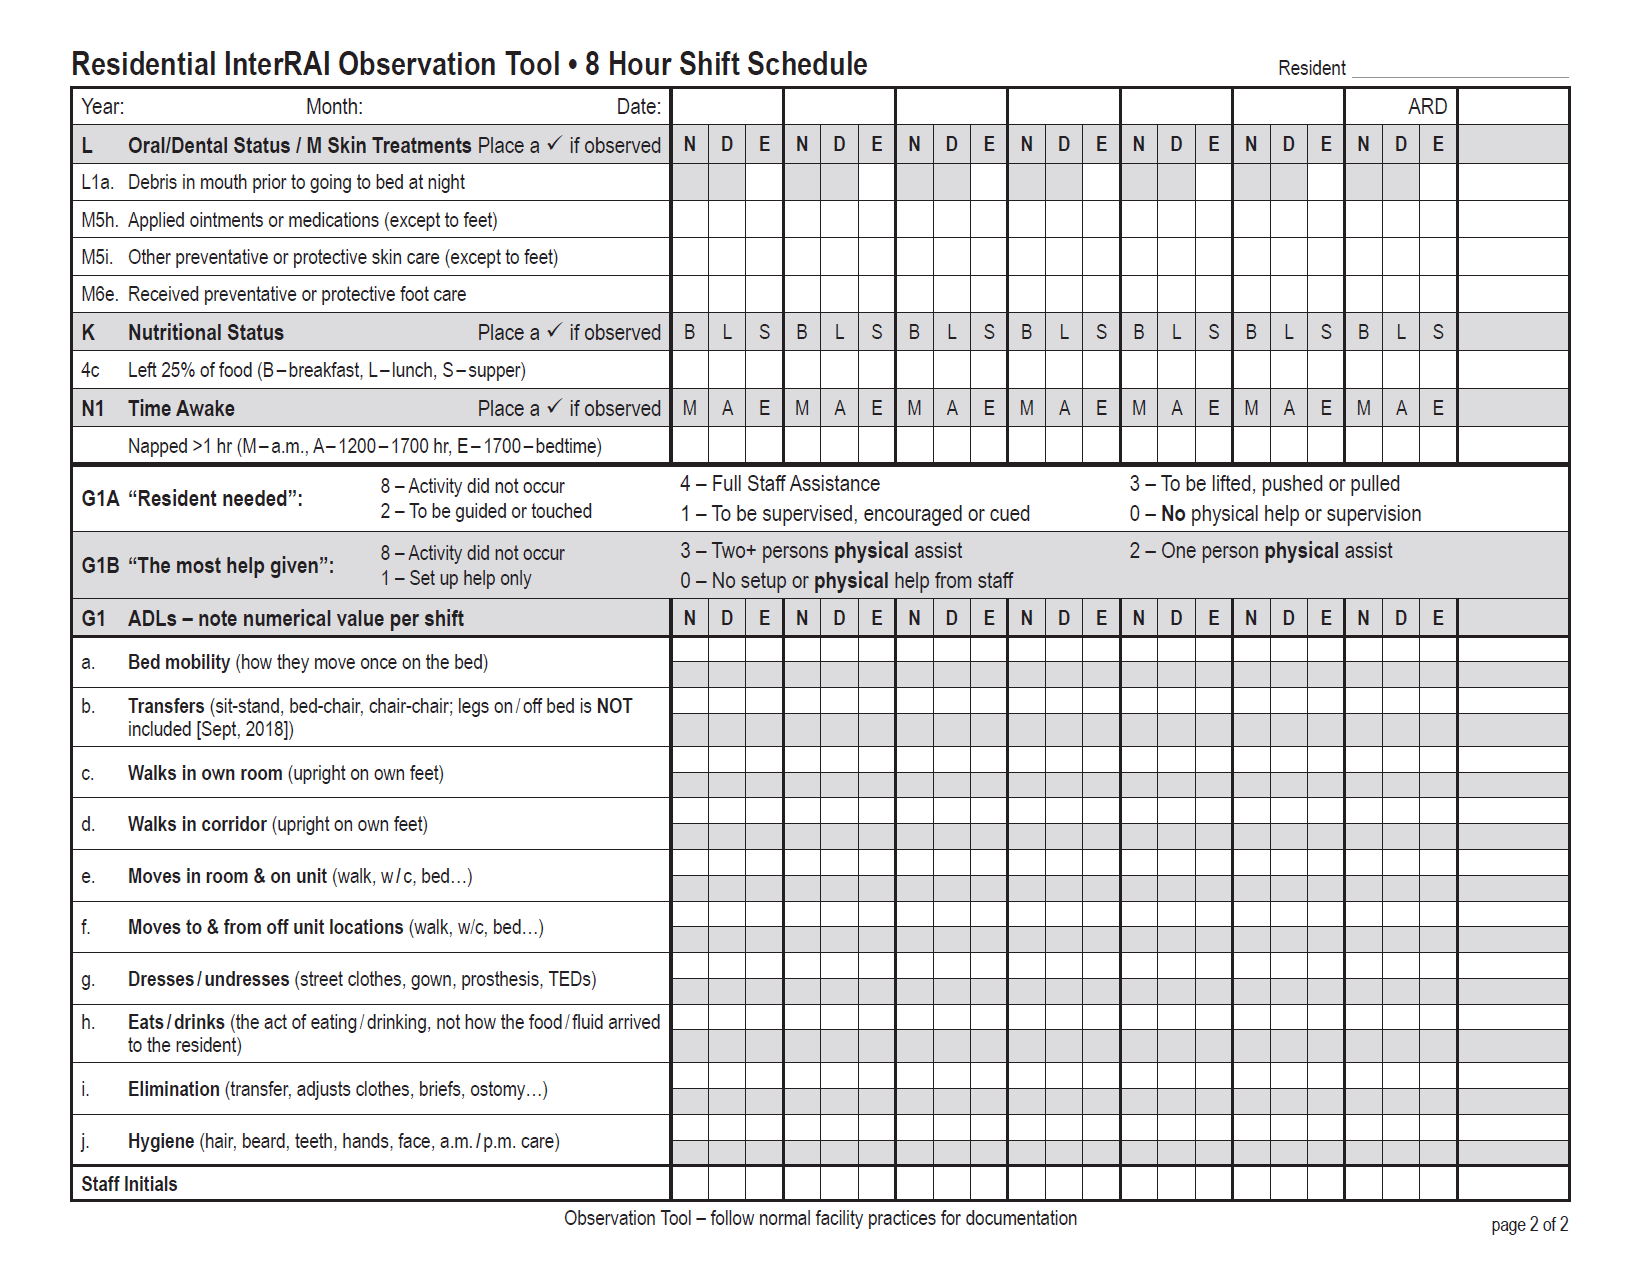 Residential InterRAI Observation Tool • 8 Hour Shift Schedule
Resident
Year: Month: Date: ARD
L Oral/Dental Status / M Skin Treatments Place a ✓ if observed N D E N D E N D E N D E N D E N D E N D E
L1a. Debris in mouth prior to going to bed at night
M5h. Applied ointments or medications (except to feet)
M5i. Other preventative or protective skin care (except to feet)
M6e. Received preventative or protective foot care
K Nutritional Status Place a ✓ if observed B L S B L S B L S B L S B L S B L S B L S
4c Left 25% of food (B – breakfast, L – lunch, S – supper)
N1 Time Awake Place a ✓ if observed M A E M A E M A E M A E M A E M A E M A E
Napped >1 hr (M – a.m., A – 1200 – 1700 hr, E – 1700 – bedtime)
G1A “Resident needed”: 8 – Activity did not occur 4 – Full Staff Assistance 3 – To be lifted, pushed or pulled
2 – To be guided or touched 1 – To be supervised, encouraged or cued 0 – No physical help or supervision
G1B “The most help given”: 8 – Activity did not occur 3 – Two+ persons physical assist 2 – One person physical assist
1 – Set up help only 0 – No setup or physical help from staff
G1 ADLs – note numerical value per shift N D E N D E N D E N D E N D E N D E N D E
a. Bed mobility (how they move once on the bed)
b. Transfers (sit-stand, bed-chair, chair-chair; legs on / off bed is NOT
included [Sept, 2018])
c. Walks in own room (upright on own feet)
d. Walks in corridor (upright on own feet)
e. Moves in room & on unit (walk, w / c, bed…)
f. Moves to & from off unit locations (walk, w/c, bed…)
g. Dresses / undresses (street clothes, gown, prosthesis, TEDs)
h. Eats / drinks (the act of eating / drinking, not how the food / fluid arrived
to the resident)
i. Elimination (transfer, adjusts clothes, briefs, ostomy…)
j. Hygiene (hair, beard, teeth, hands, face, a.m. / p.m. care)
Staff Initials
Observation Tool – follow normal facility practices for documentation
page 2 of 2